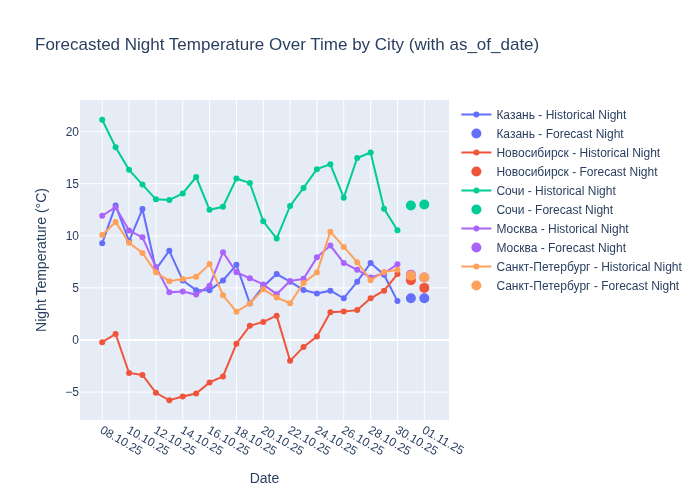 Forecasted Night Temperature Over Time by City (with as_of_date)
Night Temperature (°C)
20
15
10
5
0
−5
08.10.25
10.10.25
12.10.25
14.10.25
16.10.25
18.10.25
20.10.25
22.10.25
24.10.25
26.10.25
28.10.25
30.10.25
01.11.25
Date
Казань - Historical Night
Казань - Forecast Night
Новосибирск - Historical Night
Новосибирск - Forecast Night
Сочи - Historical Night
Сочи - Forecast Night
Москва - Historical Night
Москва - Forecast Night
Санкт-Петербург - Historical Night
Санкт-Петербург - Forecast Night